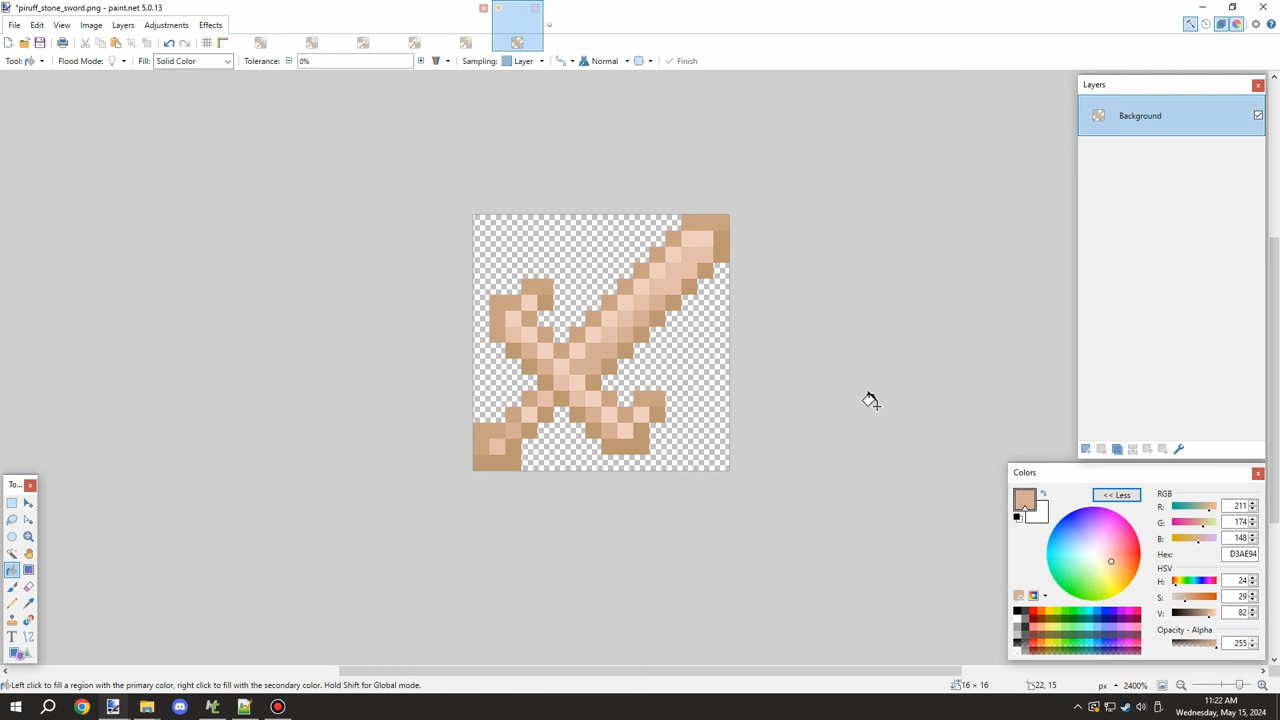 *piruff_stone_sword.png - paint.net 5.0.13
File Edit View Image Layers Adjustments Effects
Tool: Flood Mode: Fill: Solid Color Tolerance: 0% Sampling: Layer Normal Finish
Layers
Background
To...
T
Colors
<< Less
RGB
R: 211
G: 174
B: 148
Hex: D3AE94
HSV
H: 24
S: 29
V: 82
Opacity - Alpha
255
Left click to fill a region with the primary color, right click to fill with the secondary color. Hold Shift for Global mode. 16 × 16 22, 15 px 2400%
11:22 AM
Wednesday, May 15, 2024